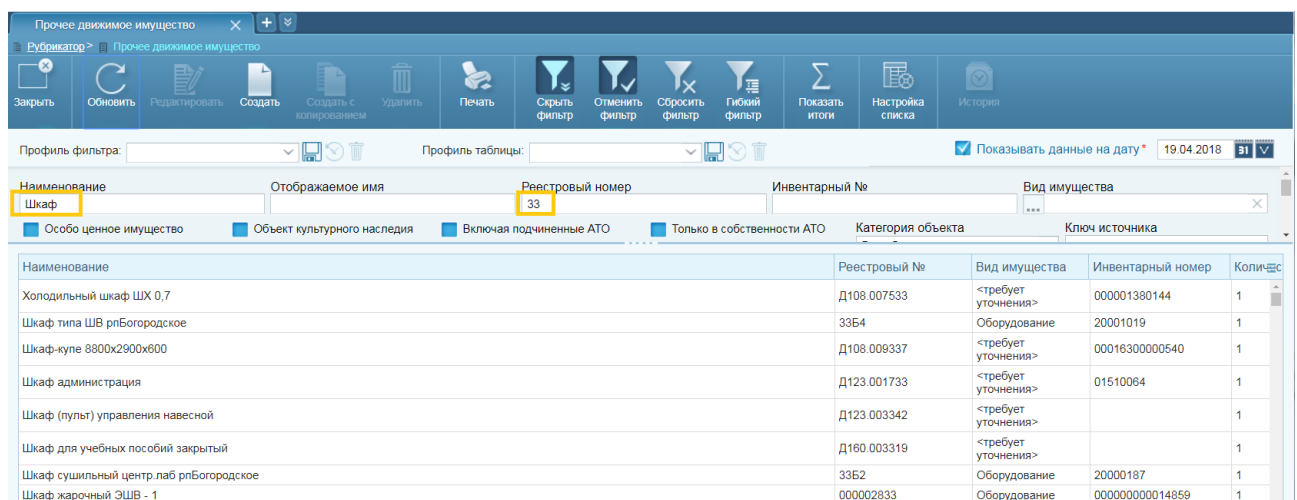 Прочее движимое имущество
Рубрикатор > Прочее движимое имущество
Закрыть Обновить Редактировать Создать Создать с копированием Удалить Печать Скрыть фильтр Отменить фильтр Сбросить фильтр Гибкий фильтр Показать итоги Настройка списка История
Профиль фильтра: Профиль таблицы: Показывать данные на дату * 19.04.2018 31
Наименование Отображаемое имя Реестровый номер Инвентарный № Вид имущества
Шкаф 33 ...
Особо ценное имущество Объект культурного наследия Включая подчиненные АТО Только в собственности АТО Категория объекта Ключ источника
Наименование Реестровый № Вид имущества Инвентарный номер Количес
Холодильный шкаф ШХ 0,7 Д108.007533 <требует уточнения> 000001380144 1
Шкаф типа ШВ рпБогородское 33Б4 Оборудование 20001019 1
Шкаф-купе 8800х2900х600 Д108.009337 <требует уточнения> 00016300000540 1
Шкаф администрация Д123.001733 <требует уточнения> 01510064 1
Шкаф (пульт) управления навесной Д123.003342 <требует уточнения> 1
Шкаф для учебных пособий закрытый Д160.003319 <требует уточнения> 1
Шкаф сушильный центр.лаб рпБогородское 33Б2 Оборудование 20000187 1
Шкаф жарочный ЭШВ - 1 000002833 Оборудование 000000000014859 1